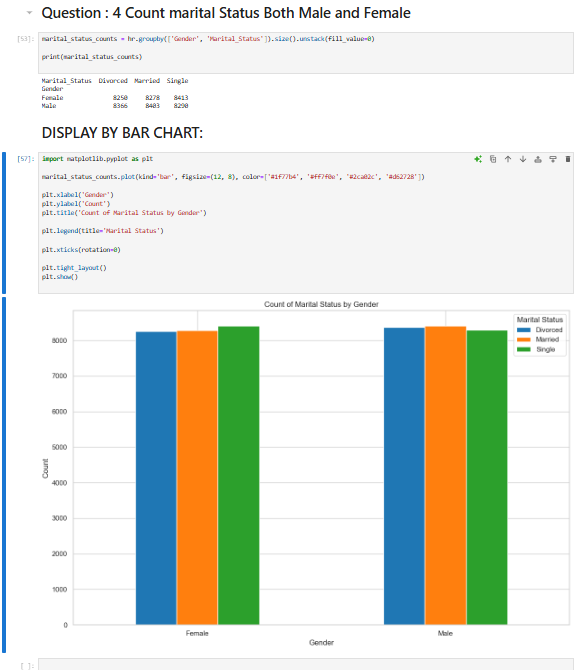 Question : 4 Count marital Status Both Male and Female
[53]: marital_status_counts = hr.groupby(['Gender', 'Marital_Status']).size().unstack(fill_value=0)
print(marital_status_counts)
Marital_Status Divorced Married Single
Gender
Female 8250 8278 8413
Male 8366 8403 8290
DISPLAY BY BAR CHART:
[57]: import matplotlib.pyplot as plt
marital_status_counts.plot(kind='bar', figsize=(12, 8), color=['#1f77b4', '#ff7f0e', '#2ca02c', '#d62728'])
plt.xlabel('Gender')
plt.ylabel('Count')
plt.title('Count of Marital Status by Gender')
plt.legend(title='Marital Status')
plt.xticks(rotation=0)
plt.tight_layout()
plt.show()
Count of Marital Status by Gender
Marital Status
Divorced
Married
Single
8000
7000
6000
5000
4000
3000
2000
1000
0
Count
Female Male
Gender
[ ]: